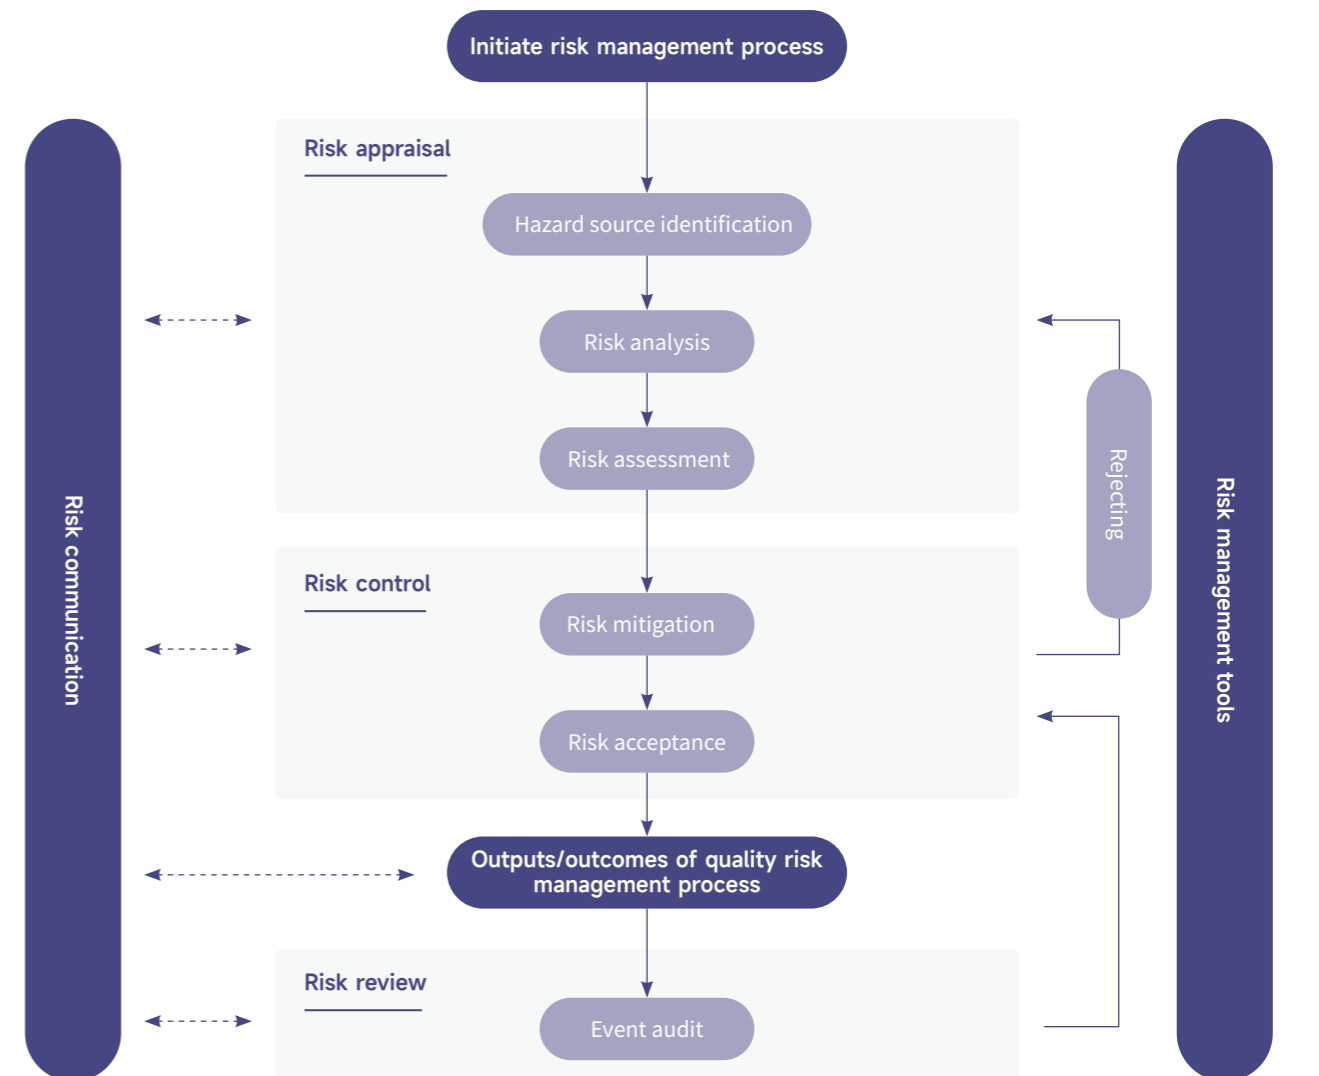 Initiate risk management process
Risk appraisal
Hazard source identification
Risk analysis
Risk assessment
Rejecting
Risk communication
Risk management tools
Risk control
Risk mitigation
Risk acceptance
Outputs/outcomes of quality risk
management process
Risk review
Event audit